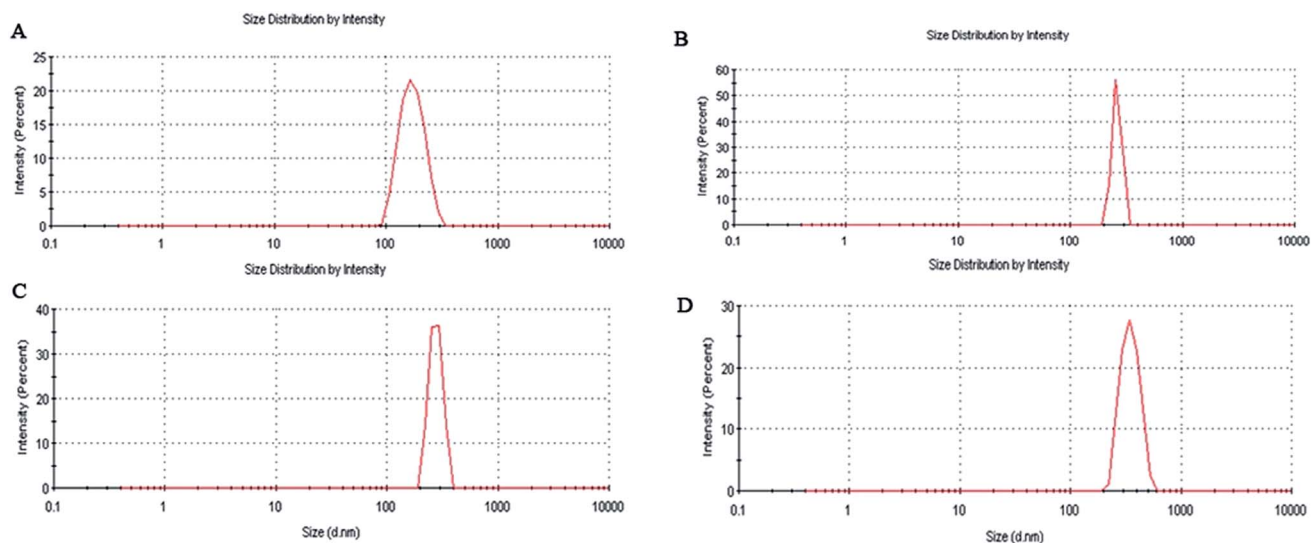 A
Size Distribution by Intensity
Intensity (Percent)
25
20
15
10
5
0
0.1 1 10 100 1000 10000
B
Size Distribution by Intensity
Intensity (Percent)
60
50
40
30
20
10
0
0.1 1 10 100 1000 10000
C
Size Distribution by Intensity
Intensity (Percent)
40
30
20
10
0
0.1 1 10 100 1000 10000
Size (d.nm)
D
Size Distribution by Intensity
Intensity (Percent)
30
20
10
0
0.1 1 10 100 1000 10000
Size (d.nm)